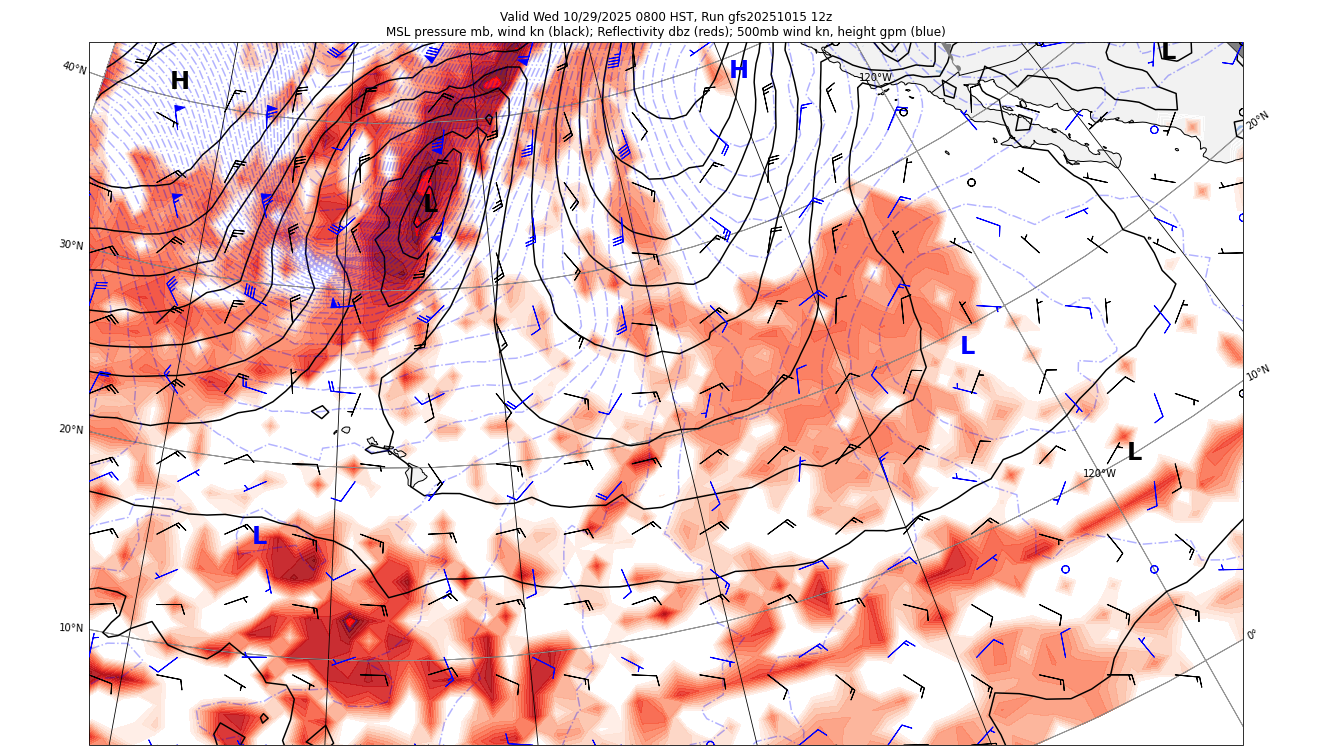 Valid Wed 10/29/2025 0800 HST, Run gfs20251015 12z
MSL pressure mb, wind kn (black); Reflectivity dbz (reds); 500mb wind kn, height gpm (blue)
L
40°N
H
H
120°W
20°N
L
30°N
L
10°N
20°N
L
120°W
L
10°N
0°